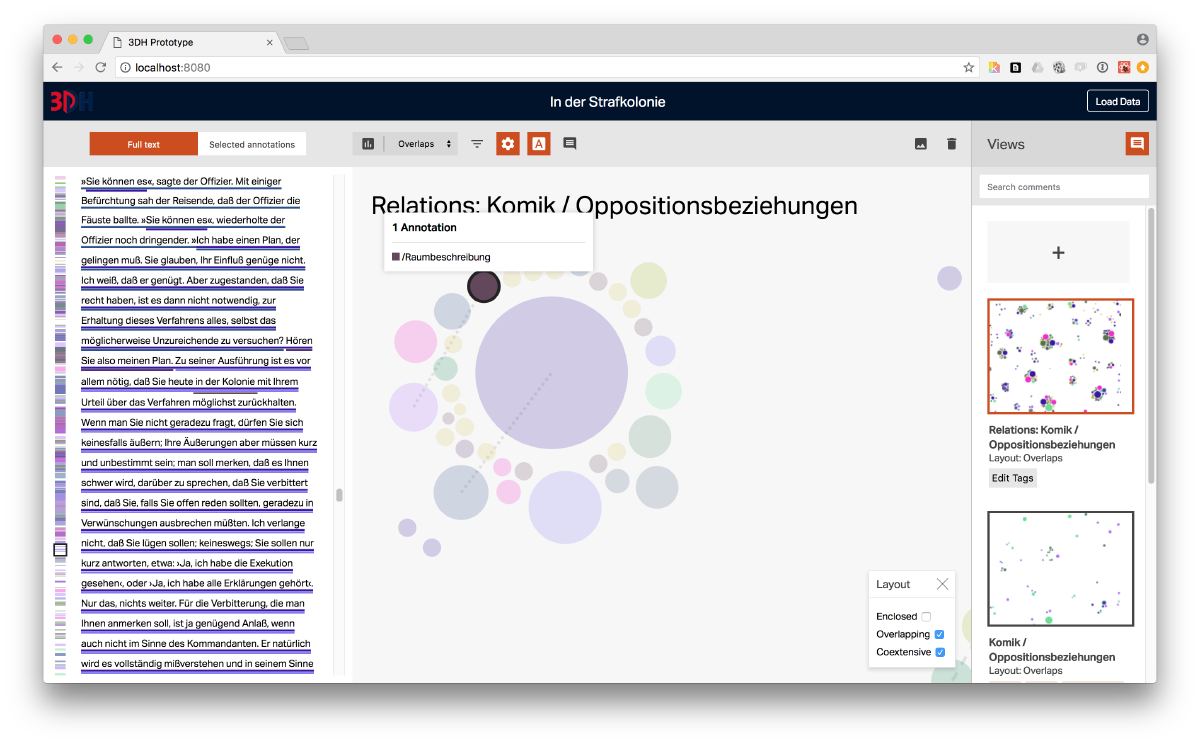 3DH Prototype
localhost:8080
3DH
In der Strafkolonie
Load Data
Full text
Selected annotations
Overlaps
A
Views
Search comments
»Sie können es«, sagte der Offizier. Mit einiger
Befürchtung sah der Reisende, daß der Offizier die
Fäuste ballte. »Sie können es«, wiederholte der
Offizier noch dringender. »Ich habe einen Plan, der
gelingen muß. Sie glauben, Ihr Einfluß genüge nicht.
Ich weiß, daß er genügt. Aber zugestanden, daß Sie
recht haben, ist es dann nicht notwendig, zur
Erhaltung dieses Verfahrens alles, selbst das
möglicherweise Unzureichende zu versuchen? Hören
Sie also meinen Plan. Zu seiner Ausführung ist es vor
allem nötig, daß Sie heute in der Kolonie mit Ihrem
Urteil über das Verfahren möglichst zurückhalten.
Wenn man Sie nicht geradezu fragt, dürfen Sie sich
keinesfalls äußern; Ihre Äußerungen aber müssen kurz
und unbestimmt sein; man soll merken, daß es Ihnen
schwer wird, darüber zu sprechen, daß Sie verbittert
sind, daß Sie, falls Sie offen reden sollten, geradezu in
Verwünschungen ausbrechen müßten. Ich verlange
nicht, daß Sie lügen sollen; keineswegs; Sie sollen nur
kurz antworten, etwa: ›Ja, ich habe die Exekution
gesehen‹, oder ›Ja, ich habe alle Erklärungen gehört‹.
Nur das, nichts weiter. Für die Verbitterung, die man
Ihnen anmerken soll, ist ja genügend Anlaß, wenn
auch nicht im Sinne des Kommandanten. Er natürlich
wird es vollständig mißverstehen und in seinem Sinne
Relations: Komik / Oppositionsbeziehungen
1 Annotation
/Raumbeschreibung
Layout
Enclosed
Overlapping
Coextensive
+
Relations: Komik /
Oppositionsbeziehungen
Layout: Overlaps
Edit Tags
Komik /
Oppositionsbeziehungen
Layout: Overlaps